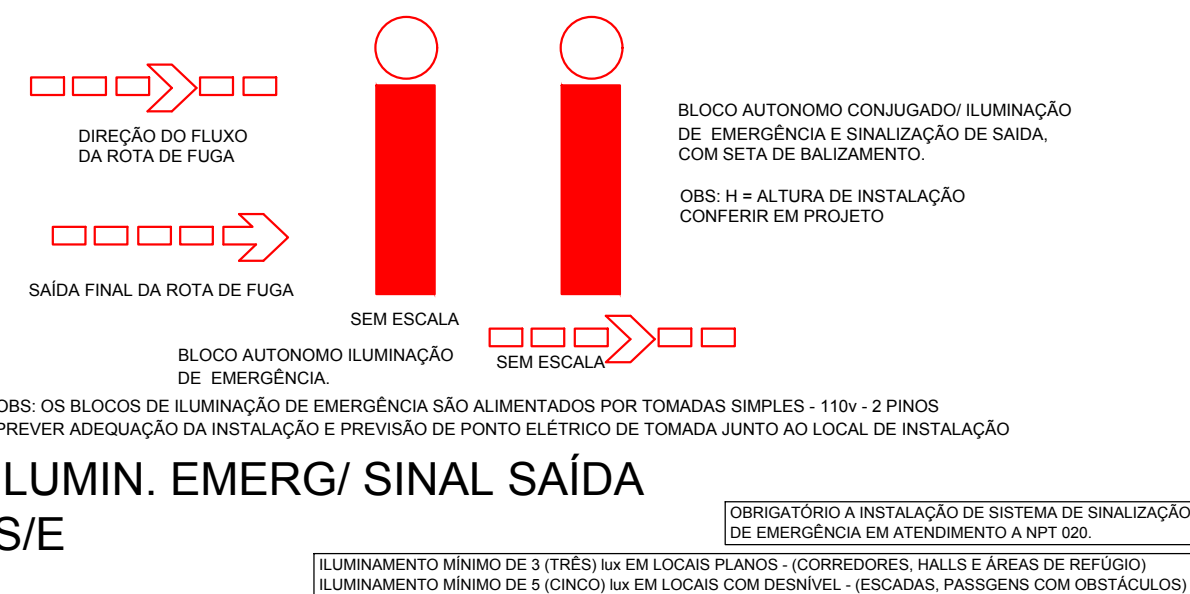 DIREÇÃO DO FLUXO
DA ROTA DE FUGA
SAÍDA FINAL DA ROTA DE FUGA
SEM ESCALA
BLOCO AUTONOMO ILUMINAÇÃO
DE EMERGÊNCIA.
SEM ESCALA
BLOCO AUTONOMO CONJUGADO/ ILUMINAÇÃO
DE EMERGÊNCIA E SINALIZAÇÃO DE SAIDA,
COM SETA DE BALIZAMENTO.
OBS: H = ALTURA DE INSTALAÇÃO
CONFERIR EM PROJETO
OBS: OS BLOCOS DE ILUMINAÇÃO DE EMERGÊNCIA SÃO ALIMENTADOS POR TOMADAS SIMPLES - 110v - 2 PINOS
PREVER ADEQUAÇÃO DA INSTALAÇÃO E PREVISÃO DE PONTO ELÉTRICO DE TOMADA JUNTO AO LOCAL DE INSTALAÇÃO
LUMIN. EMERG/ SINAL SAÍDA
S/E
OBRIGATÓRIO A INSTALAÇÃO DE SISTEMA DE SINALIZAÇÃO
DE EMERGÊNCIA EM ATENDIMENTO A NPT 020.
ILUMINAMENTO MÍNIMO DE 3 (TRÊS) lux EM LOCAIS PLANOS - (CORREDORES, HALLS E ÁREAS DE REFÚGIO)
ILUMINAMENTO MÍNIMO DE 5 (CINCO) lux EM LOCAIS COM DESNÍVEL - (ESCADAS, PASSGENS COM OBSTÁCULOS)